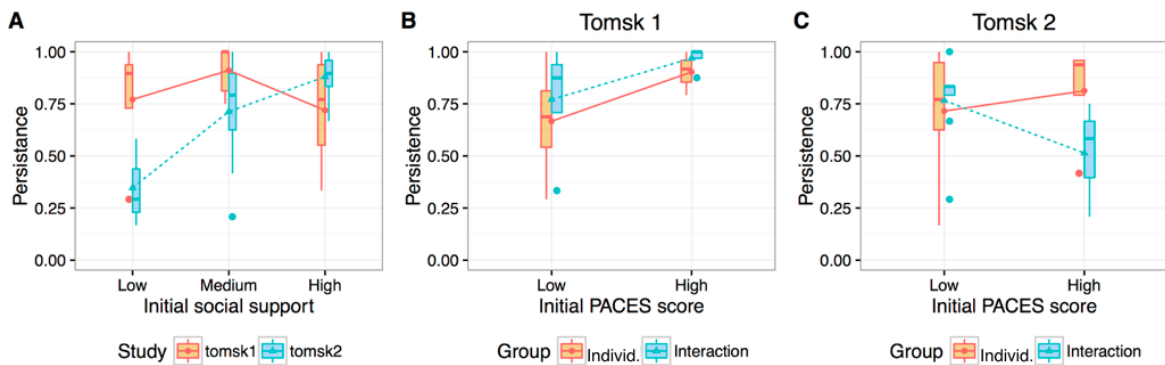 A
Persistance
1.00
0.75
0.50
0.25
0.00
Low Medium High
Initial social support
Study tomsk1 tomsk2
B
Tomsk 1
Persistence
1.00
0.75
0.50
0.25
0.00
Low High
Initial PACES score
Group Individ. Interaction
C
Tomsk 2
Persistence
1.00
0.75
0.50
0.25
0.00
Low High
Initial PACES score
Group Individ. Interaction